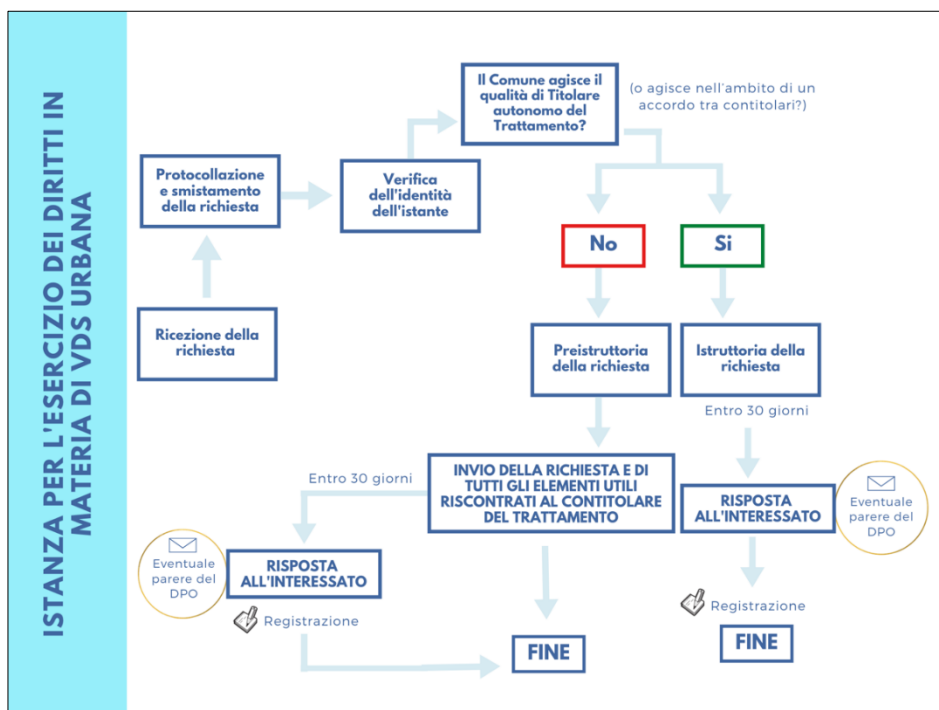 ISTANZA PER L'ESERCIZIO DEI DIRITTI IN
MATERIA DI VDS URBANA
Il Comune agisce il
qualità di Titolare
autonomo del
Trattamento?
(o agisce nell'ambito di un
accordo tra contitolari?)
Protocollazione
e smistamento
della richiesta
Verifica
dell'identità
dell'istante
No
Si
Ricezione della
richiesta
Preistruttoria
della richiesta
Istruttoria della
richiesta
Entro 30 giorni
Entro 30 giorni
INVIO DELLA RICHIESTA E DI
TUTTI GLI ELEMENTI UTILI
RISCONTRATI AL CONTITOLARE
DEL TRATTAMENTO
RISPOSTA
ALL'INTERESSATO
Eventuale
parere del
DPO
Eventuale
parere del
DPO
RISPOSTA
ALL'INTERESSATO
Registrazione
Registrazione
FINE
FINE